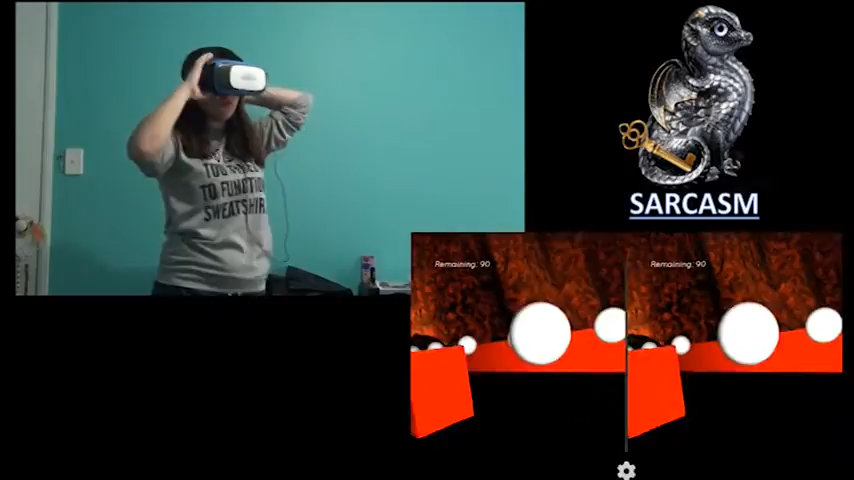 SARCASM
TO FUNCTION
SWEATSHIRT
Remaining: 90
Remaining: 90